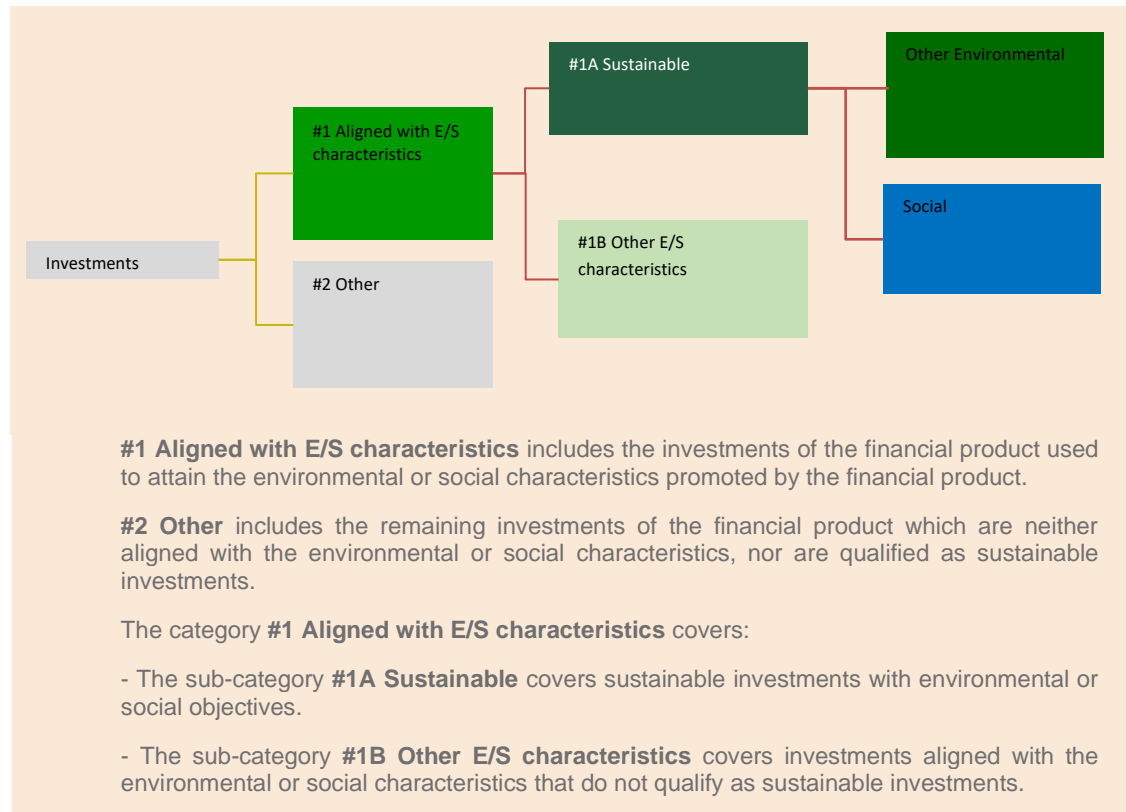 #1A Sustainable
Other Environmental
#1 Aligned with E/S
characteristics
Social
#1B Other E/S
characteristics
Investments
#2 Other
#1 Aligned with E/S characteristics includes the investments of the financial product used
to attain the environmental or social characteristics promoted by the financial product.
#2 Other includes the remaining investments of the financial product which are neither
aligned with the environmental or social characteristics, nor are qualified as sustainable
investments.
The category #1 Aligned with E/S characteristics covers:
- The sub-category #1A Sustainable covers sustainable investments with environmental or
social objectives.
- The sub-category #1B Other E/S characteristics covers investments aligned with the
environmental or social characteristics that do not qualify as sustainable investments.